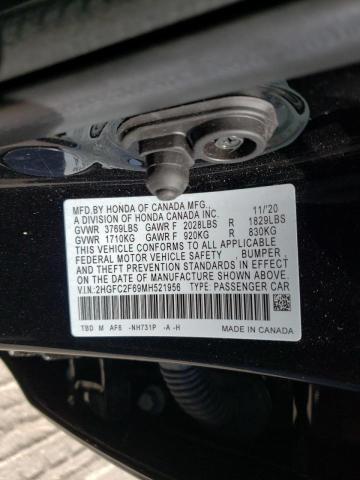 MFD.BY HONDA OF CANADA MFG., 11/'20
A DIVISION OF HONDA CANADA INC.
GVWR 3769LBS GAWR F 2028LBS R 1829LBS
GVWR 1710KG GAWR F 920KG R 830KG
THIS VEHICLE CONFORMS TO ALL APPLICABLE
FEDERAL MOTOR VEHICLE SAFETY , BUMPER ,
AND THEFT PREVENTION STANDARDS IN EFFECT
ON THE DATE OF MANUFACTURE SHOWN ABOVE.
V.I.N.:2HGFC2F69MH521956 TYPE: PASSENGER CAR
TBD M AF6 -NH731P -A -H MADE IN CANADA